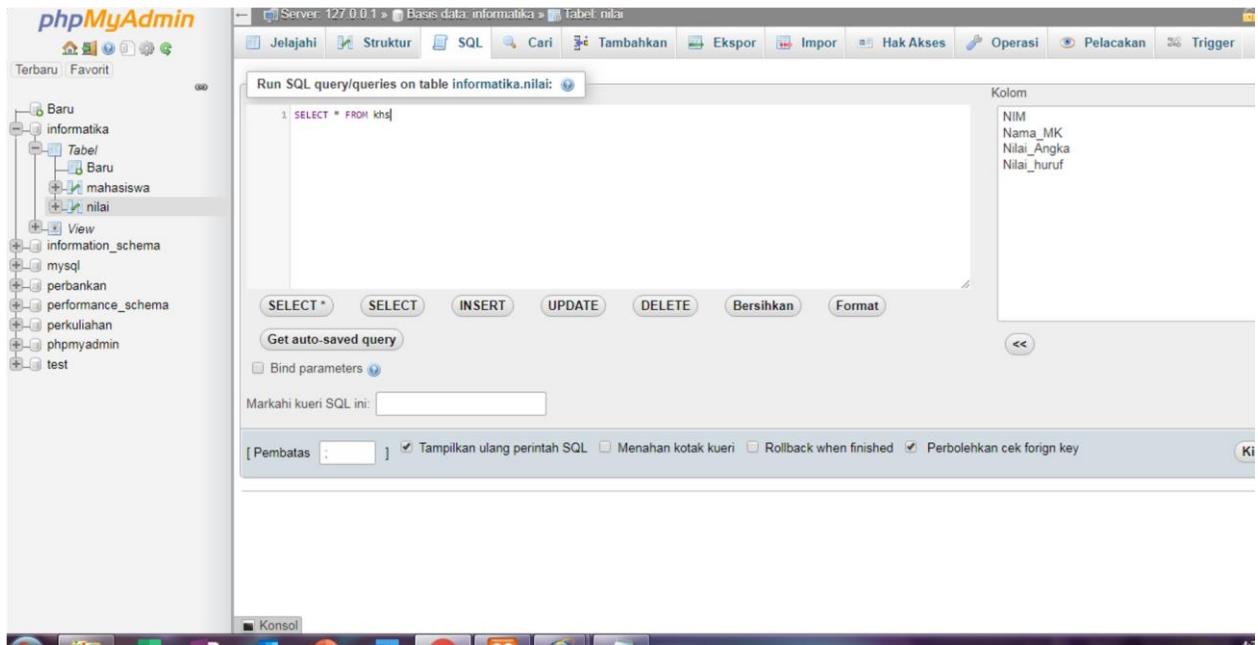 phpMyAdmin
Terbaru Favorit
Baru
informatika
Tabel
Baru
mahasiswa
nilai
View
information_schema
mysql
perbankan
performance_schema
perkuliahan
phpmyadmin
test
Server: 127.0.0.1 » Basis data: informatika » Tabel: nilai
Jelajahi Struktur SQL Cari Tambahkan Ekspor Impor Hak Akses Operasi Pelacakan Trigger
Run SQL query/queries on table informatika.nilai:
1 SELECT * FROM khs
Kolom
NIM
Nama_MK
Nilai_Angka
Nilai_huruf
SELECT * SELECT INSERT UPDATE DELETE Bersihkan Format
Get auto-saved query
<<
Bind parameters
Markahi kueri SQL ini:
[ Pembatas ; ] Tampilkan ulang perintah SQL Menahan kotak kueri Rollback when finished Perbolehkan cek forign key Ki
Konsol